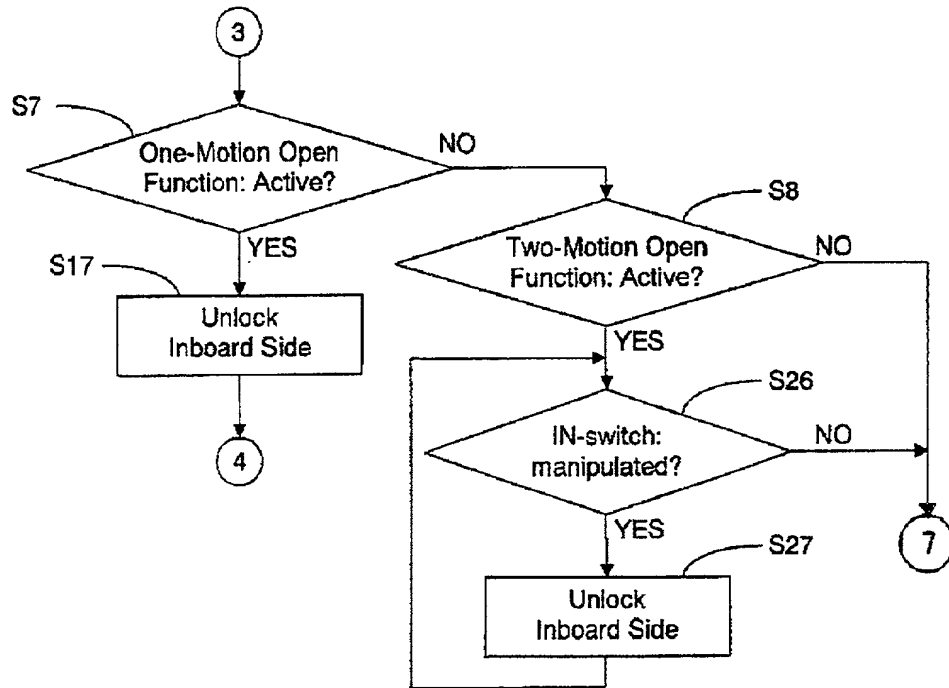 3
S7
One-Motion Open
Function: Active?
NO
YES
S8
Two-Motion Open
Function: Active?
NO
YES
S17
Unlock
Inboard Side
4
S26
IN-switch:
manipulated?
NO
YES
7
S27
Unlock
Inboard Side